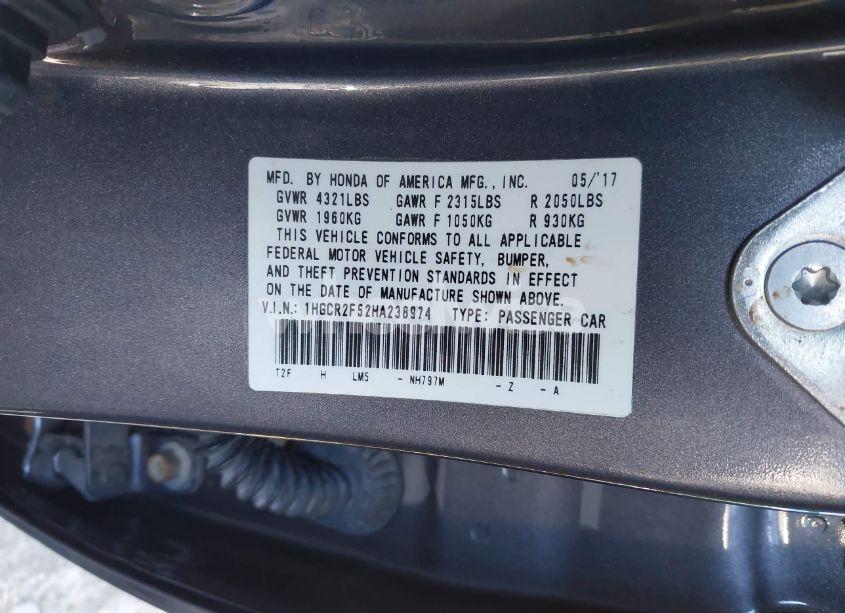 MFD. BY HONDA OF AMERICA MFG., INC. 05/'17
GVWR 4321LBS GAWR F 2315LBS R 2050LBS
GVWR 1960KG GAWR F 1050KG R 930KG
THIS VEHICLE CONFORMS TO ALL APPLICABLE
FEDERAL MOTOR VEHICLE SAFETY, BUMPER,
AND THEFT PREVENTION STANDARDS IN EFFECT
ON THE DATE OF MANUFACTURE SHOWN ABOVE.
V.I.N.: 1HGCR2F52HA238974 TYPE: PASSENGER CAR
T2F H LM5 - NH797M - Z - A